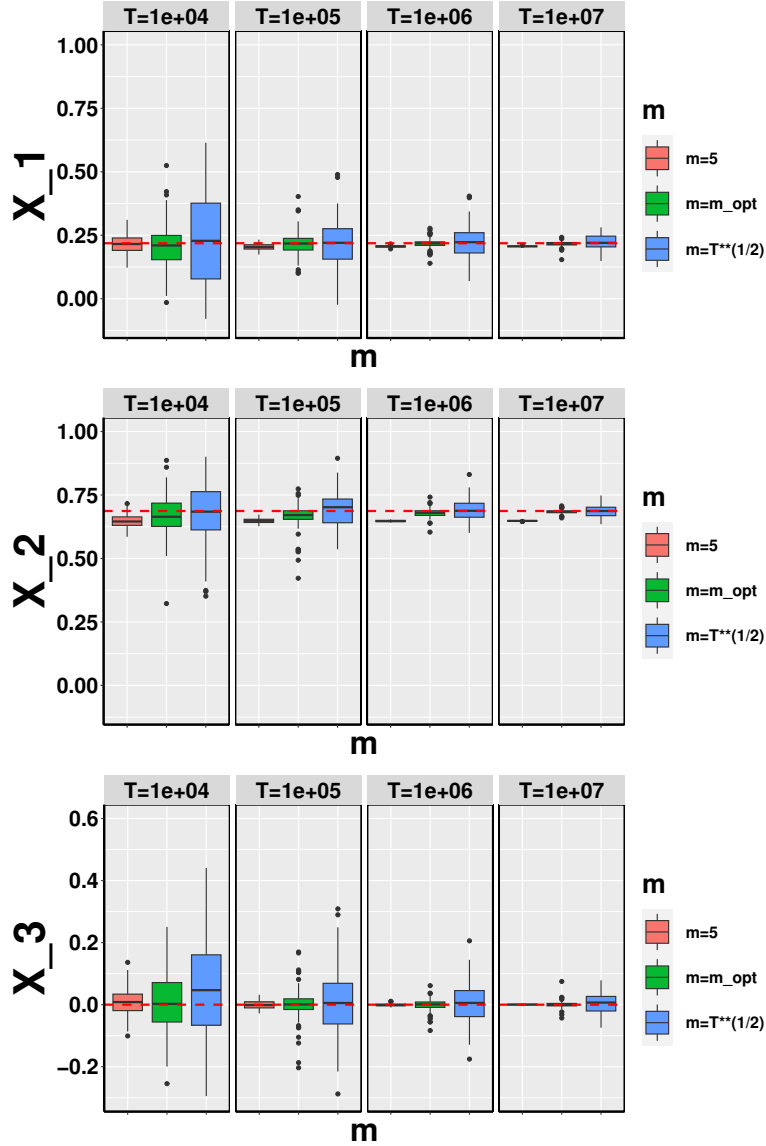 T=1e+04 T=1e+05 T=1e+06 T=1e+07
1.00
0.75
0.50
0.25
0.00
X_1
m
m
m=5
m=m_opt
m=T**(1/2)
T=1e+04 T=1e+05 T=1e+06 T=1e+07
1.00
0.75
0.50
0.25
0.00
X_2
m
m
m=5
m=m_opt
m=T**(1/2)
T=1e+04 T=1e+05 T=1e+06 T=1e+07
0.6
0.4
0.2
0.0
−0.2
X_3
m
m
m=5
m=m_opt
m=T**(1/2)